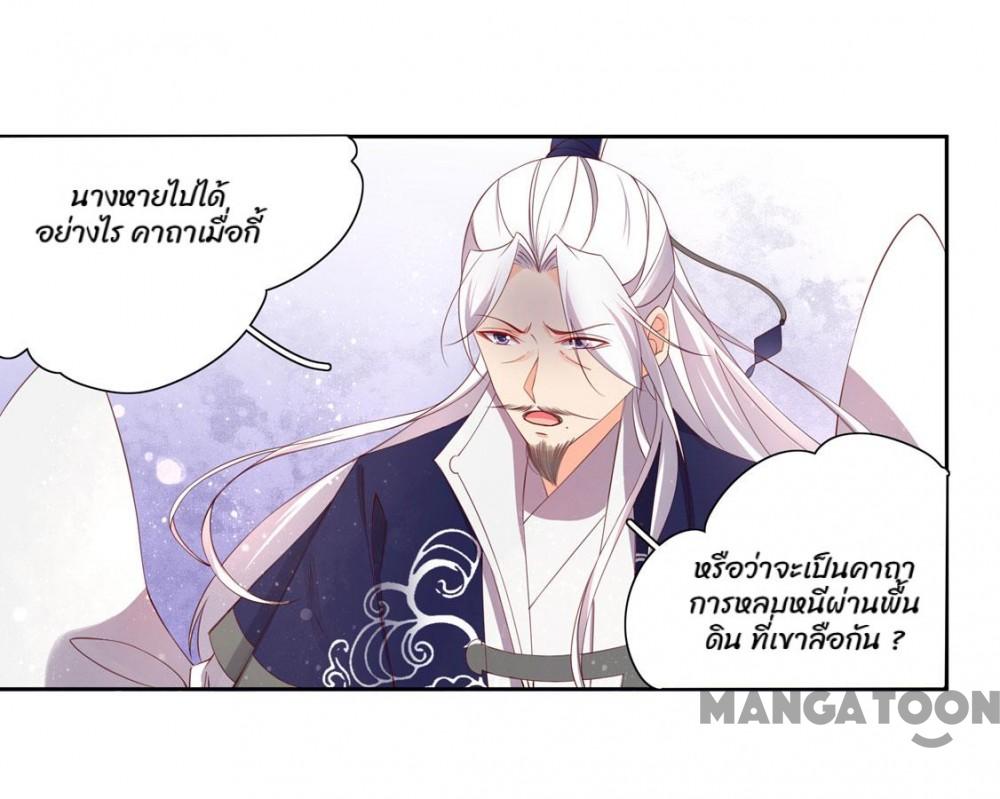 นางหายไปได้
อย่างไร คาถาเมื่อกี้
หรือว่าจะเป็นคาถา
การหลบหนีผ่านพื้น
ดิน ที่เขาลือกัน ?
MANGATOON